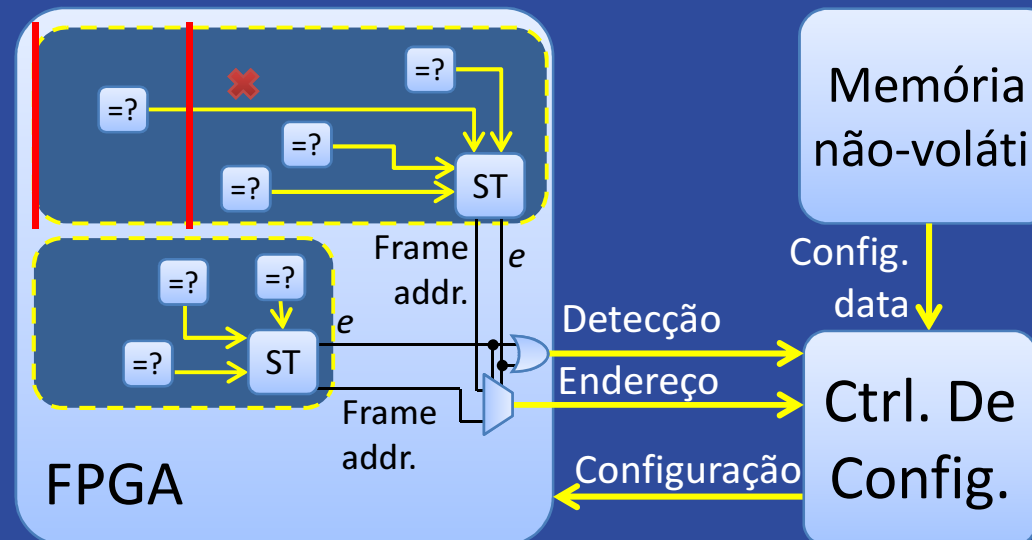 =?
=?
=?
=?
ST
Frame
addr.
e
=?
=?
=?
ST
e
Frame
addr.
FPGA
Detecção
Endereço
Configuração
Memória
não-voláti
Config.
data
Ctrl. De
Config.